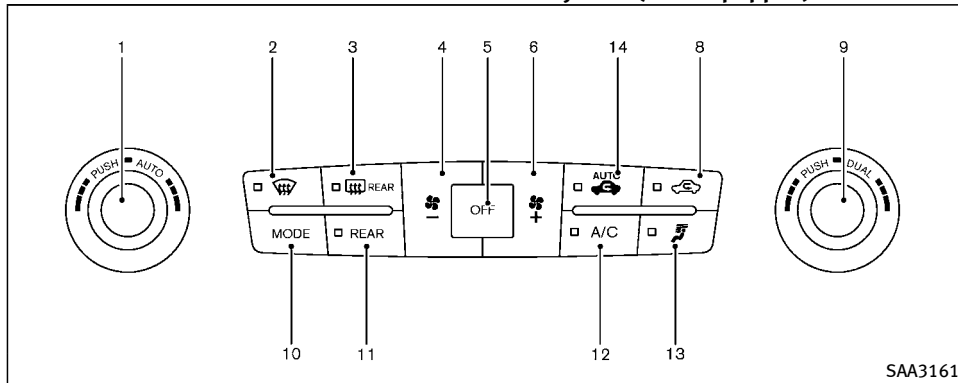 1 2 3 4 5 6 14 8 9
PUSH AUTO
REAR
AUTO
PUSH DUAL
− OFF +
MODE REAR A/C
10 11 12 13
SAA3161